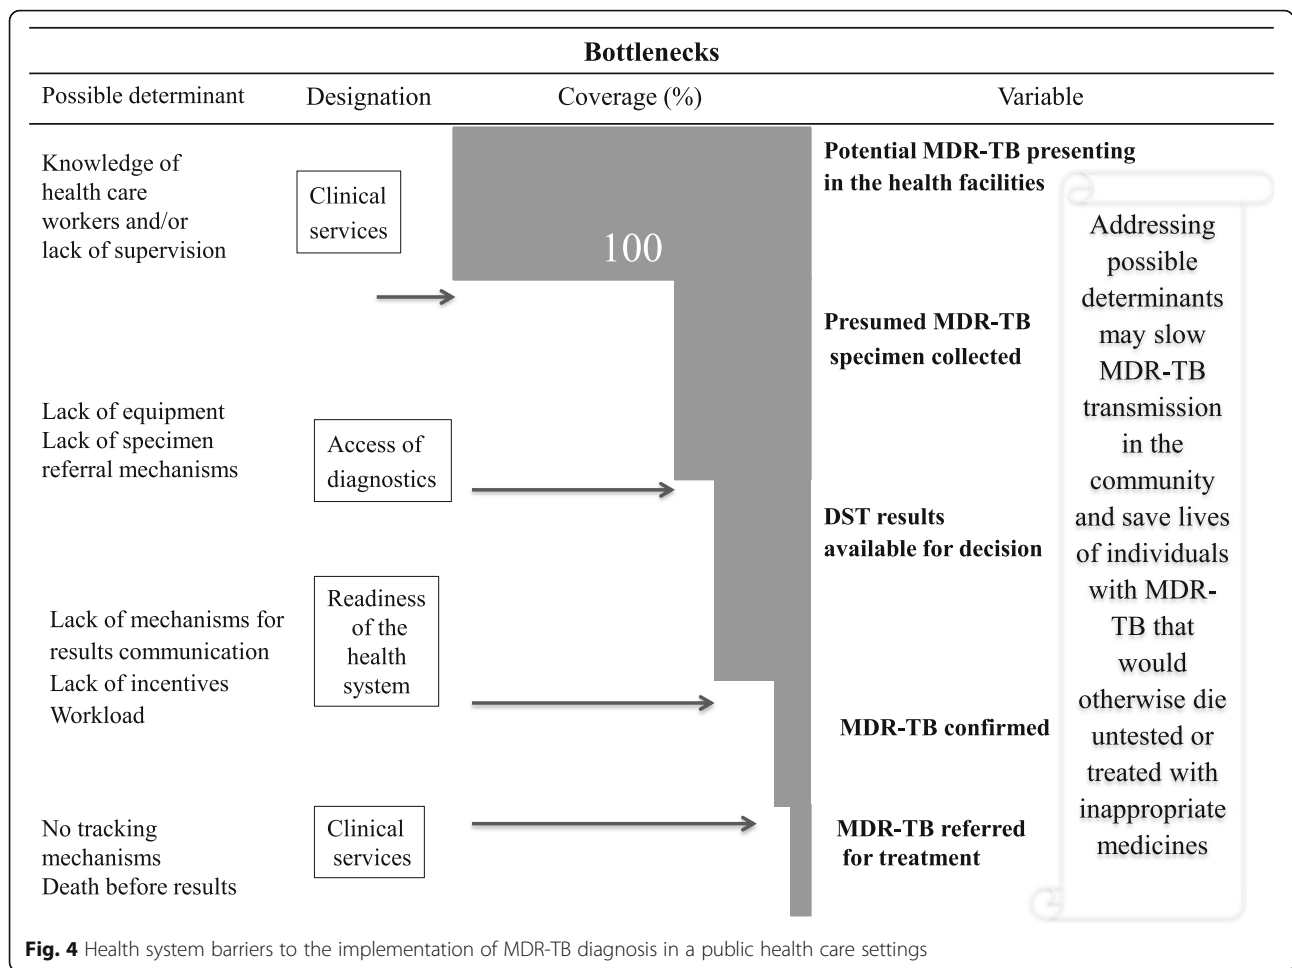 Bottlenecks
Possible determinant
Designation
Coverage (%)
Variable
Knowledge of
health care
workers and/or
lack of supervision
Clinical
services
100
Potential MDR-TB presenting
in the health facilities
Presumed MDR-TB
specimen collected
Lack of equipment
Lack of specimen
referral mechanisms
Access of
diagnostics
DST results
available for decision
Lack of mechanisms for
results communication
Lack of incentives
Workload
Readiness
of the
health
system
MDR-TB confirmed
No tracking
mechanisms
Death before results
Clinical
services
MDR-TB referred
for treatment
Addressing
possible
determinants
may slow
MDR-TB
transmission
in the
community
and save lives
of individuals
with MDR-
TB that
would
otherwise die
untested or
treated with
inappropriate
medicines
Fig. 4 Health system barriers to the implementation of MDR-TB diagnosis in a public health care settings